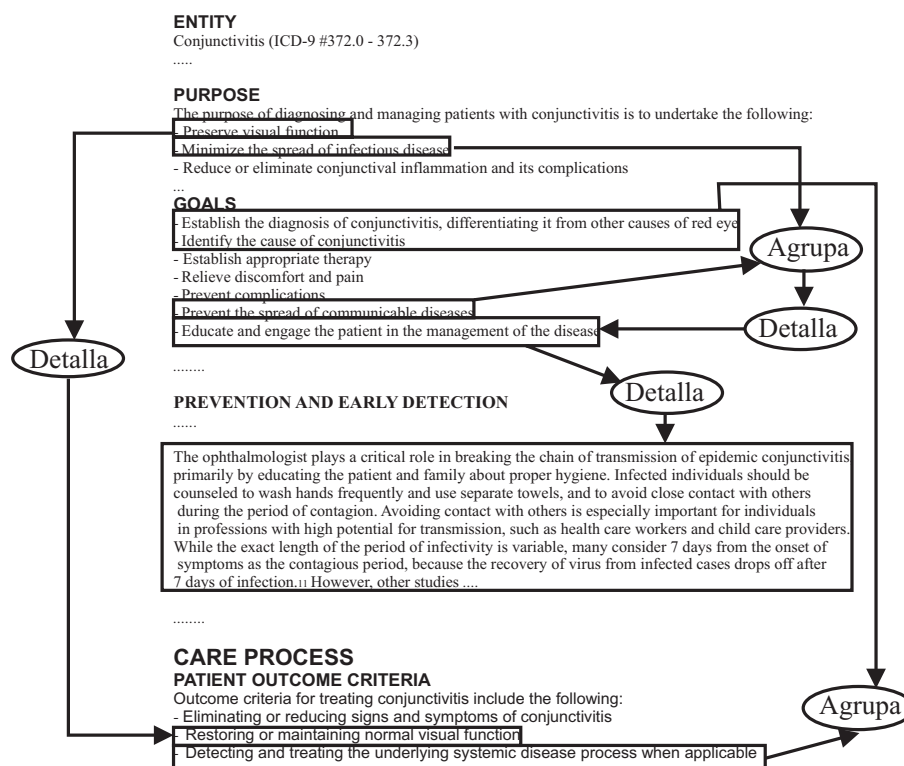 ENTITY
Conjunctivitis (ICD-9 #372.0 - 372.3)
.....
PURPOSE
The purpose of diagnosing and managing patients with conjunctivitis is to undertake the following:
- Preserve visual function
- Minimize the spread of infectious disease
- Reduce or eliminate conjunctival inflammation and its complications
...
GOALS
- Establish the diagnosis of conjunctivitis, differentiating it from other causes of red eye
- Identify the cause of conjunctivitis
- Establish appropriate therapy
- Relieve discomfort and pain
- Prevent complications
- Prevent the spread of communicable diseases
- Educate and engage the patient in the management of the disease
Agrupa
Detalla
Detalla
Detalla
........
PREVENTION AND EARLY DETECTION
......
The ophthalmologist plays a critical role in breaking the chain of transmission of epidemic conjunctivitis
primarily by educating the patient and family about proper hygiene. Infected individuals should be
counseled to wash hands frequently and use separate towels, and to avoid close contact with others
during the period of contagion. Avoiding contact with others is especially important for individuals
in professions with high potential for transmission, such as health care workers and child care providers.
While the exact length of the period of infectivity is variable, many consider 7 days from the onset of
symptoms as the contagious period, because the recovery of virus from infected cases drops off after
7 days of infection.11 However, other studies ....
........
CARE PROCESS
PATIENT OUTCOME CRITERIA
Outcome criteria for treating conjunctivitis include the following:
- Eliminating or reducing signs and symptoms of conjunctivitis
- Restoring or maintaining normal visual function
- Detecting and treating the underlying systemic disease process when applicable
Agrupa